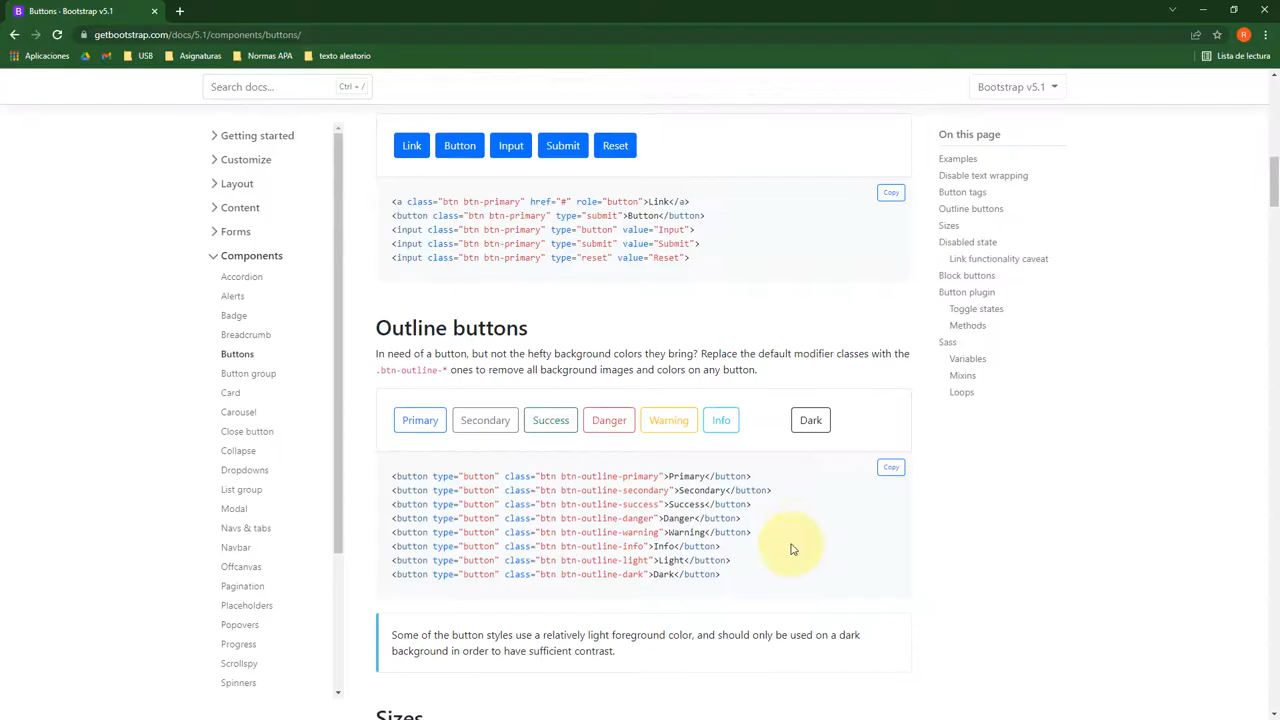 Buttons · Bootstrap v5.1
getbootstrap.com/docs/5.1/components/buttons/
Aplicaciones
USB
Asignaturas
Normas APA
texto aleatorio
R
Lista de lectura
Search docs...
Ctrl + /
Bootstrap v5.1
Getting started
Customize
Layout
Content
Forms
Components
Accordion
Alerts
Badge
Breadcrumb
Buttons
Button group
Card
Carousel
Close button
Collapse
Dropdowns
List group
Modal
Navs & tabs
Navbar
Offcanvas
Pagination
Placeholders
Popovers
Progress
Scrollspy
Spinners
Link Button Input Submit Reset
Copy
<a class="btn btn-primary" href="#" role="button">Link</a>
<button class="btn btn-primary" type="submit">Button</button>
<input class="btn btn-primary" type="button" value="Input">
<input class="btn btn-primary" type="submit" value="Submit">
<input class="btn btn-primary" type="reset" value="Reset">
Outline buttons
In need of a button, but not the hefty background colors they bring? Replace the default modifier classes with the
.btn-outline-* ones to remove all background images and colors on any button.
Primary Secondary Success Danger Warning Info Dark
Copy
<button type="button" class="btn btn-outline-primary">Primary</button>
<button type="button" class="btn btn-outline-secondary">Secondary</button>
<button type="button" class="btn btn-outline-success">Success</button>
<button type="button" class="btn btn-outline-danger">Danger</button>
<button type="button" class="btn btn-outline-warning">Warning</button>
<button type="button" class="btn btn-outline-info">Info</button>
<button type="button" class="btn btn-outline-light">Light</button>
<button type="button" class="btn btn-outline-dark">Dark</button>
Some of the button styles use a relatively light foreground color, and should only be used on a dark
background in order to have sufficient contrast.
Sizes
On this page
Examples
Disable text wrapping
Button tags
Outline buttons
Sizes
Disabled state
Link functionality caveat
Block buttons
Button plugin
Toggle states
Methods
Sass
Variables
Mixins
Loops